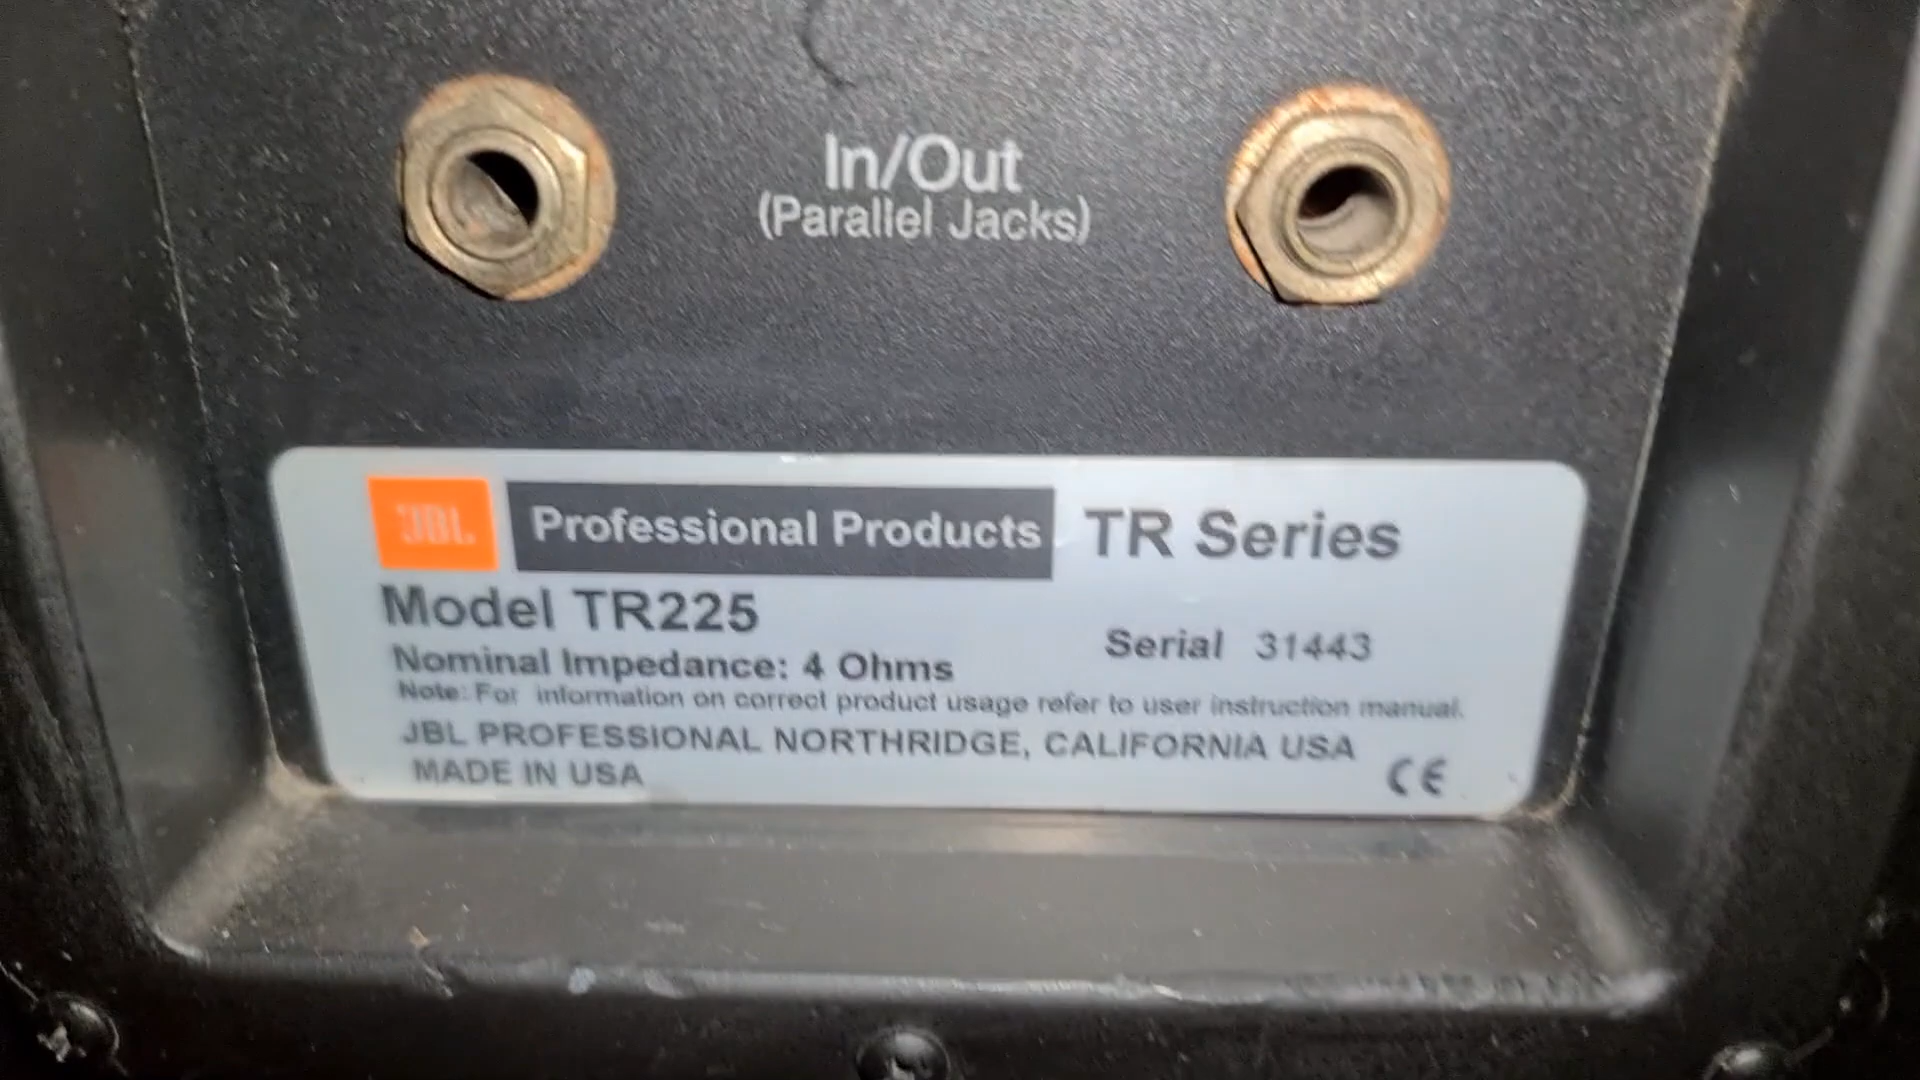 In/Out
(Parallel Jacks)
JBL Professional Products TR Series
Model TR225
Serial 31443
Nominal Impedance: 4 Ohms
Note: For information on correct product usage refer to user instruction manual.
JBL PROFESSIONAL NORTHRIDGE, CALIFORNIA USA
MADE IN USA
CE